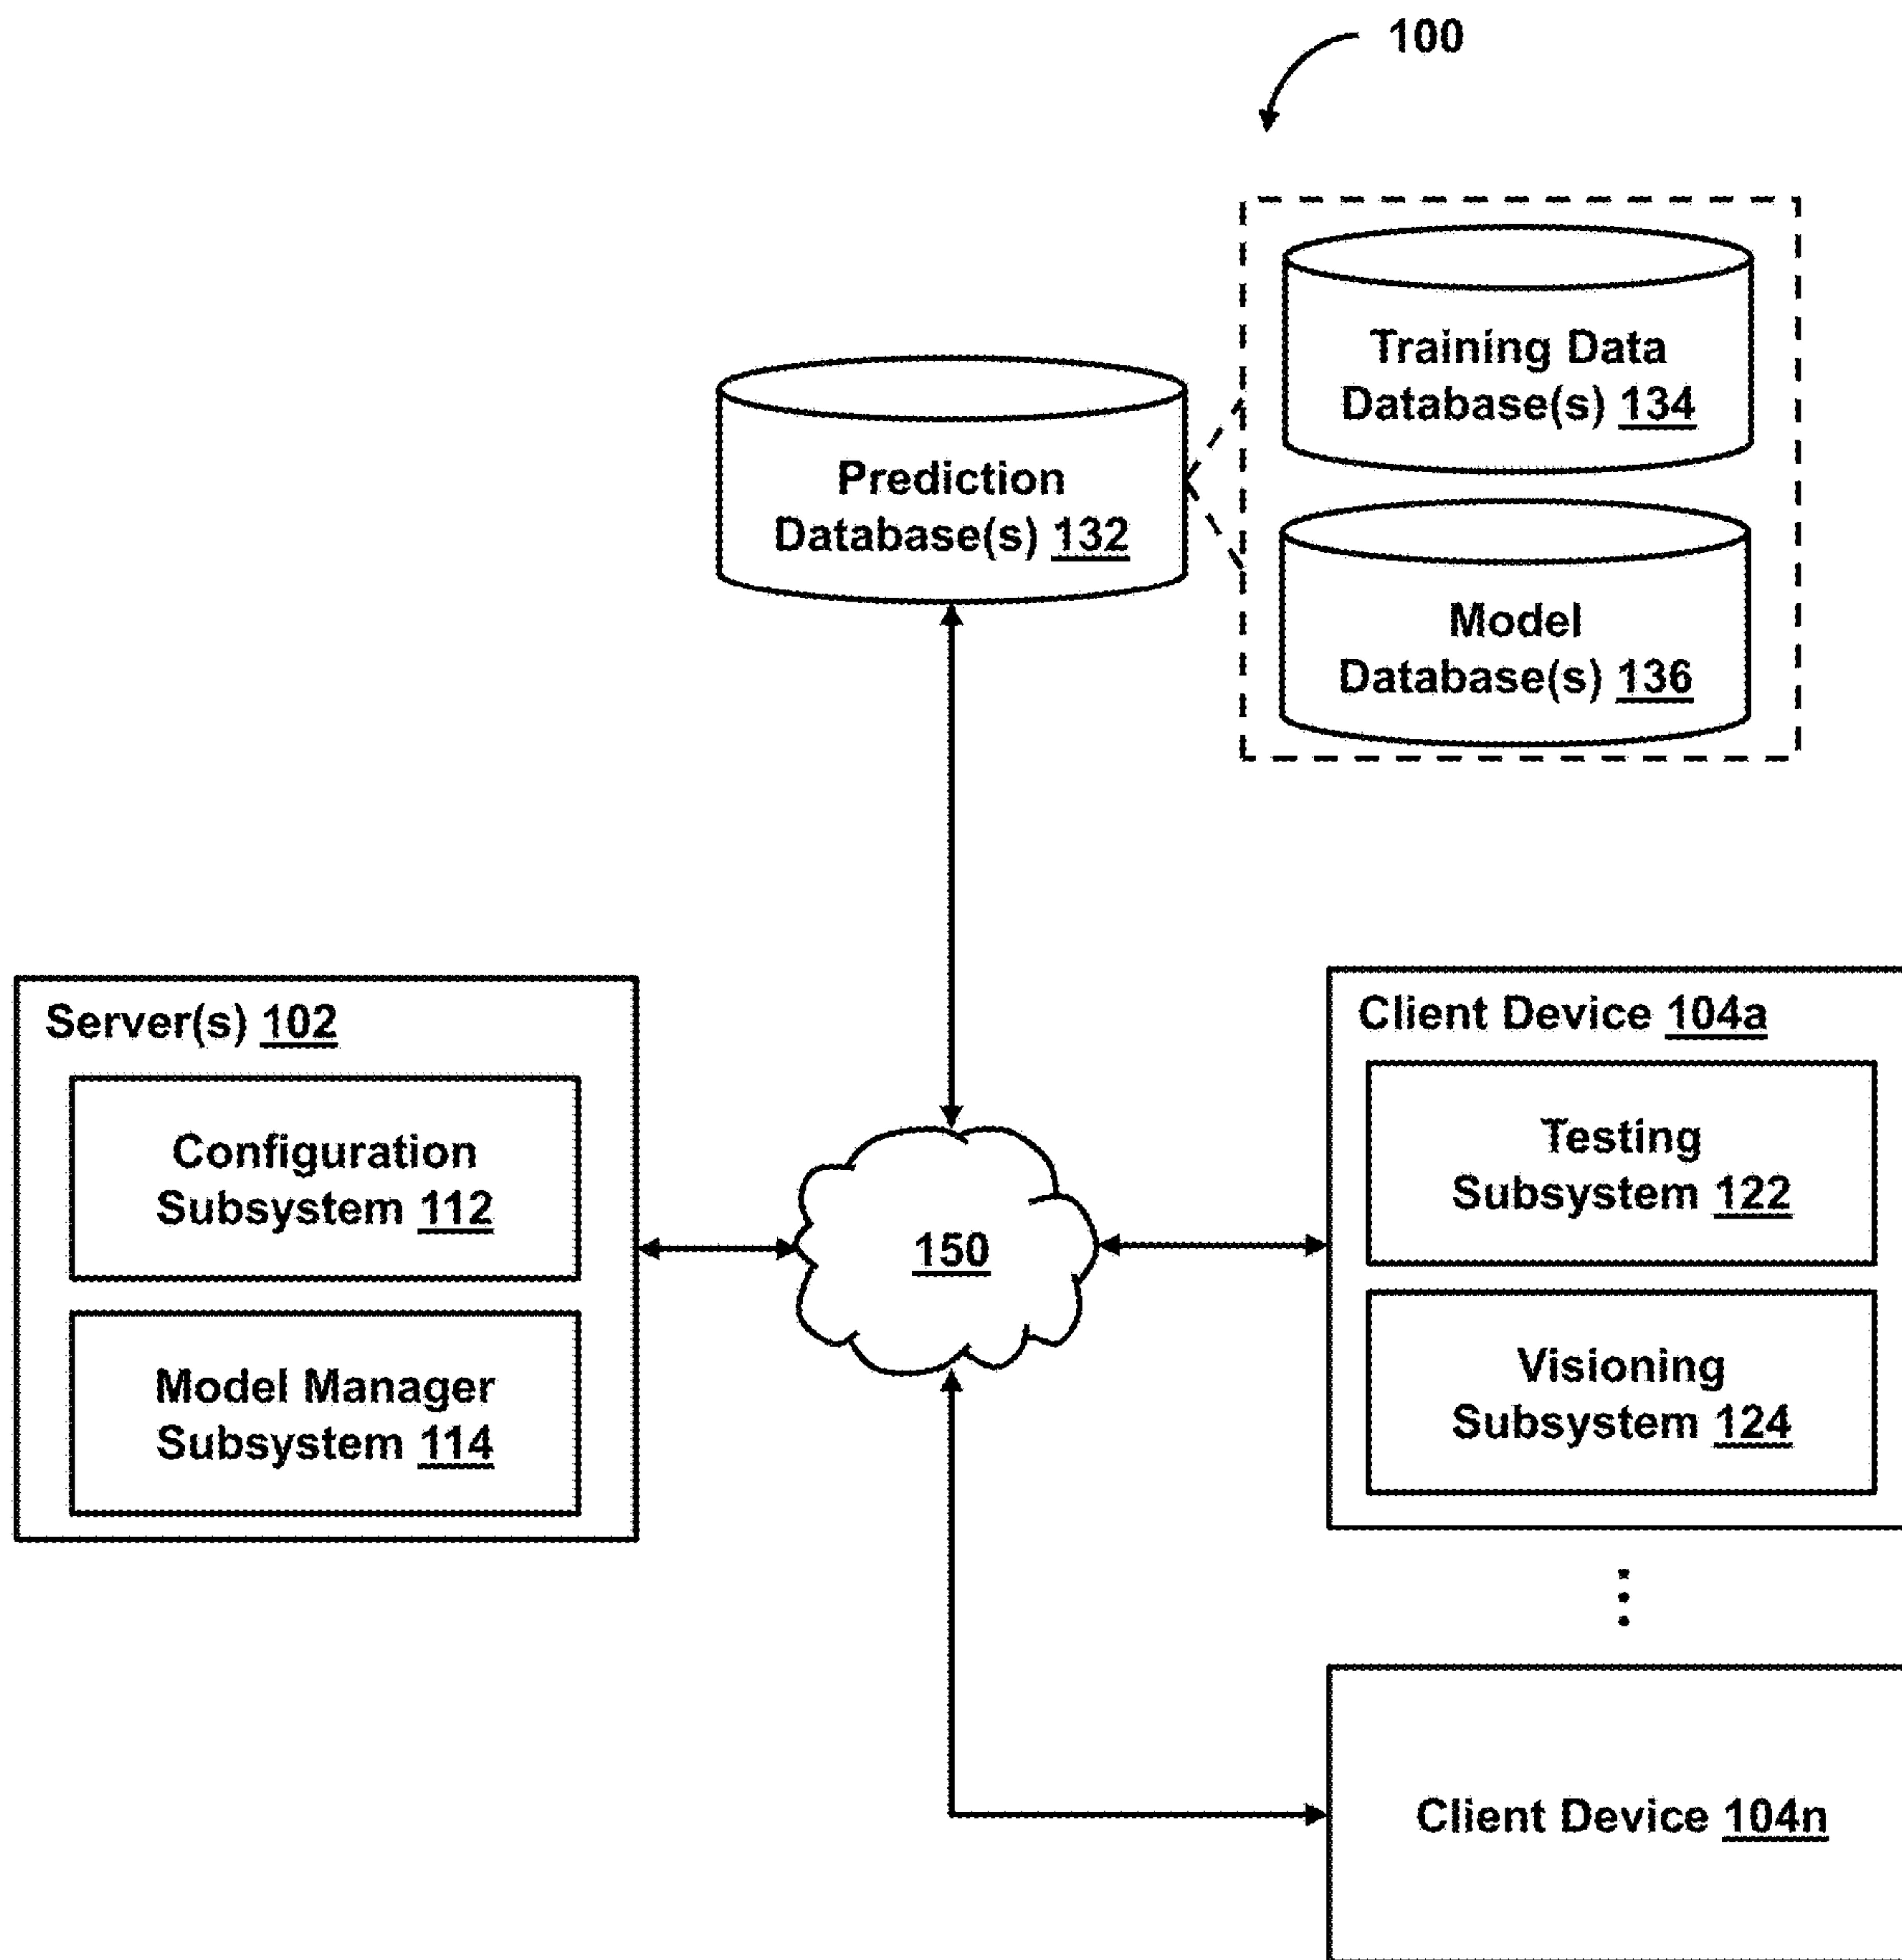 100
Training Data
Database(s) 134
Prediction
Database(s) 132
Model
Database(s) 136
Server(s) 102
Configuration
Subsystem 112
Model Manager
Subsystem 114
150
Client Device 104a
Testing
Subsystem 122
Visioning
Subsystem 124
Client Device 104n